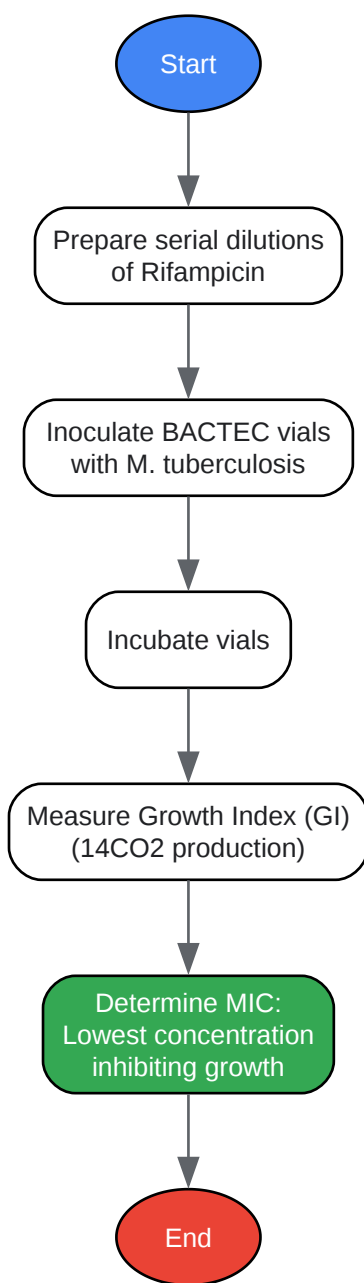 Start
Prepare serial dilutions
of Rifampicin
Inoculate BACTEC vials
with M. tuberculosis
Incubate vials
Measure Growth Index (GI)
(14CO2 production)
Determine MIC:
Lowest concentration
inhibiting growth
End